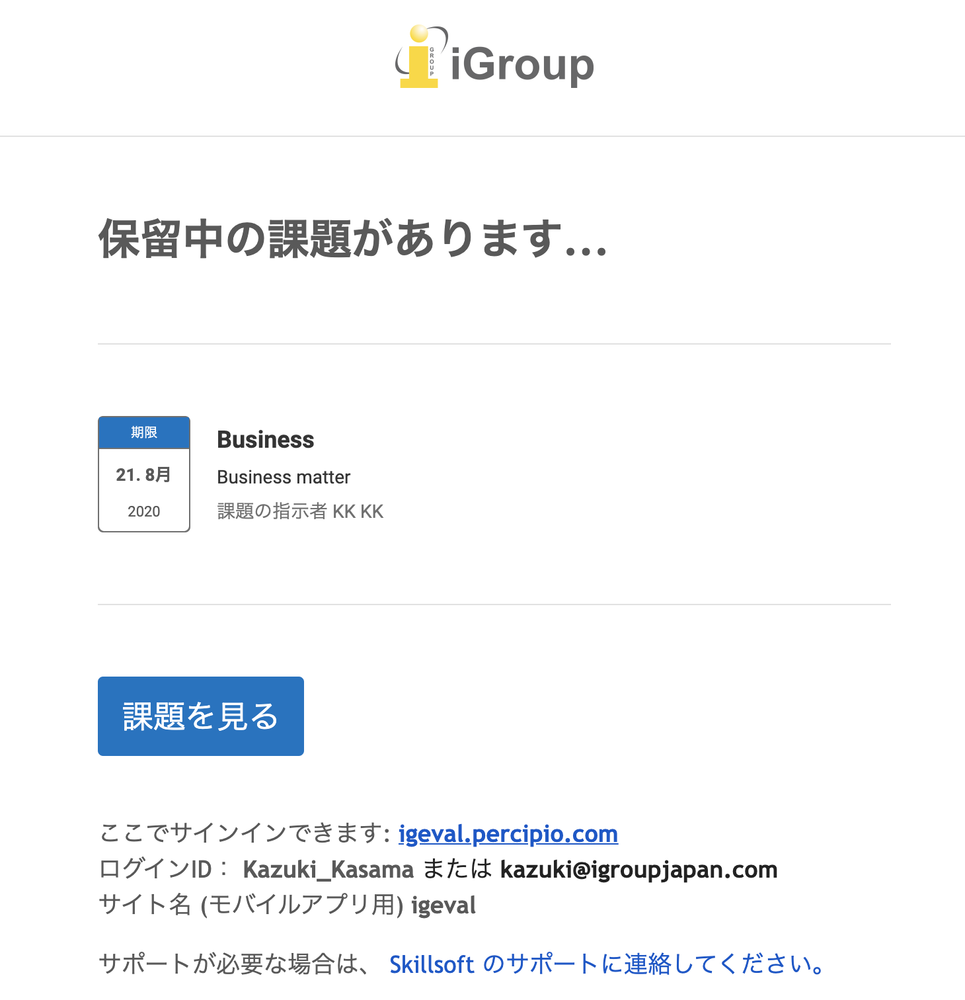 GROUP
iGroup
保留中の課題があります...
期限
21. 8月
2020
Business
Business matter
課題の指示者 KK KK
課題を見る
ここでサインインできます: igeval.percipio.com
ログインID： Kazuki_Kasama または kazuki@igroupjapan.com
サイト名 (モバイルアプリ用) igeval
サポートが必要な場合は、 Skillsoft のサポートに連絡してください。